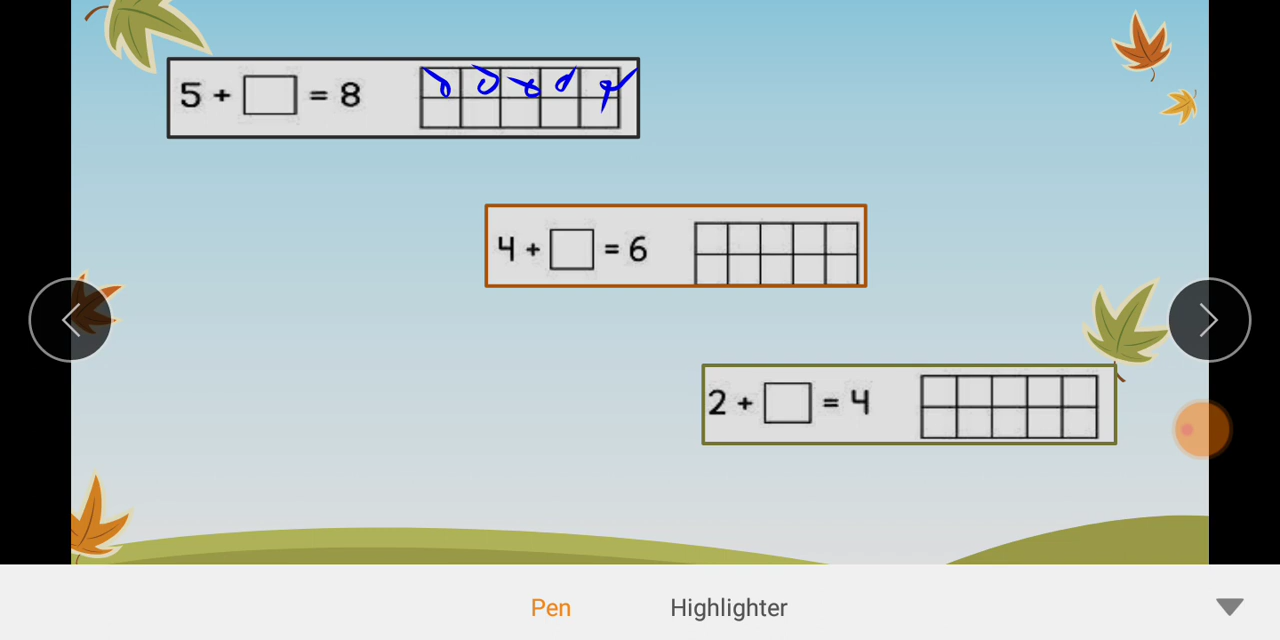 5 + □ = 8
4 + □ = 6
2 + □ = 4
Pen Highlighter